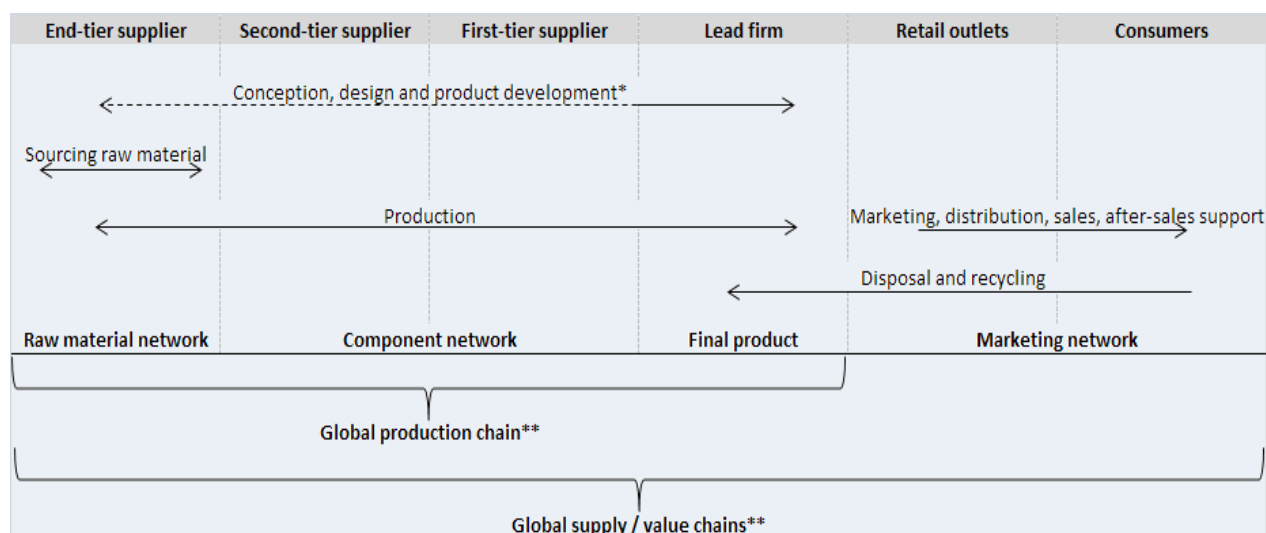 End-tier supplier Second-tier supplier First-tier supplier Lead firm Retail outlets Consumers
Conception, design and product development*
Sourcing raw material
Production
Marketing, distribution, sales, after-sales support
Disposal and recycling
Raw material network Component network Final product Marketing network
Global production chain**
Global supply / value chains**